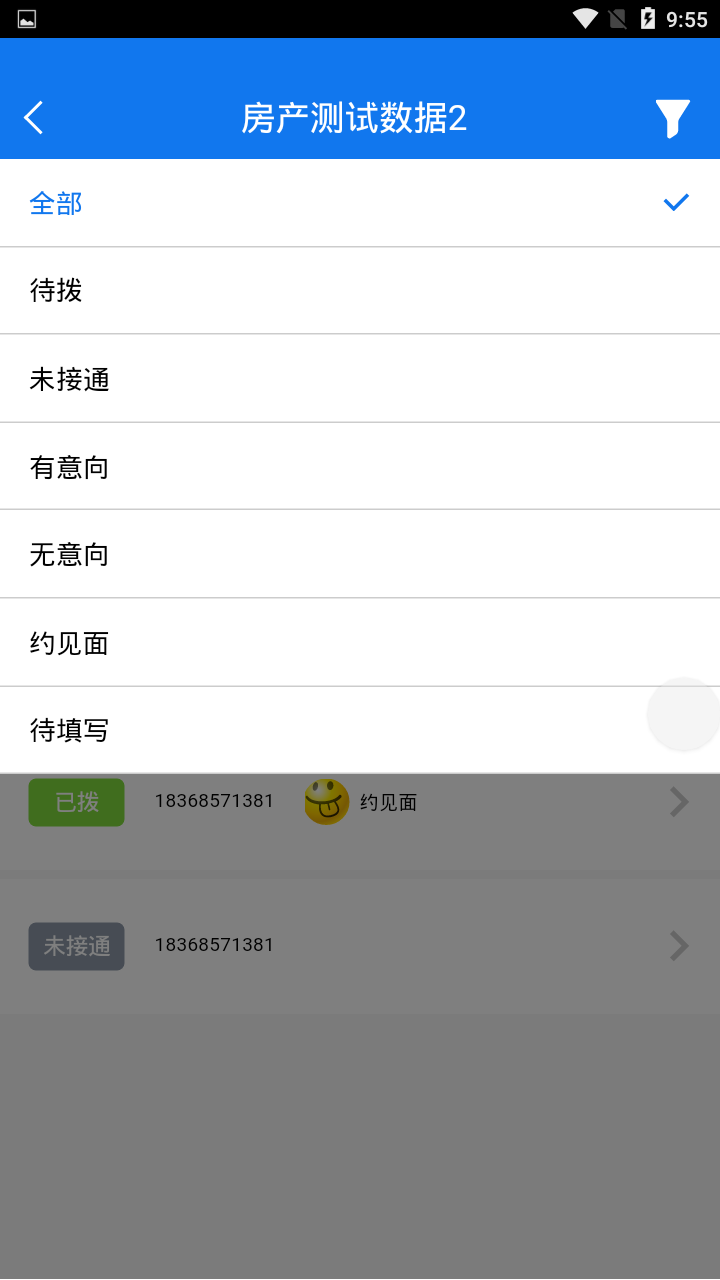 9:55
房产测试数据2
全部
待拨
未接通
有意向
无意向
约见面
待填写
已拨 18368571381 约见面
未接通 18368571381